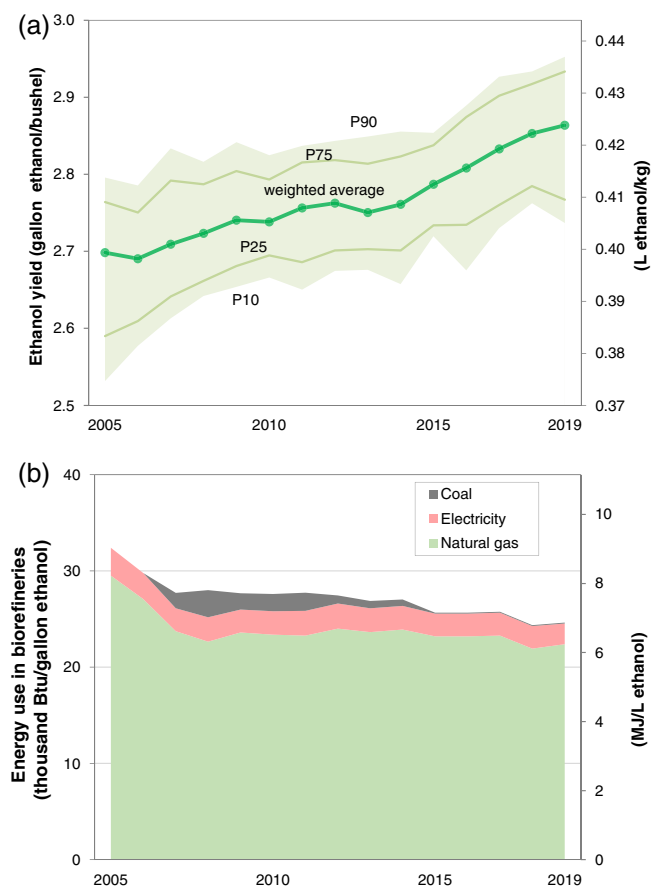 (a)
Ethanol yield (gallon ethanol/bushel)
3.0
2.9
2.8
2.7
2.6
2.5
P90
P75
weighted average
P25
P10
0.44
0.43
0.42
0.41
0.40
0.39
0.38
0.37
(L ethanol/kg)
2005
2010
2015
2019
(b)
Energy use in biorefineries
(thousand Btu/gallon ethanol)
40
30
20
10
0
Coal
Electricity
Natural gas
10
8
6
4
2
0
(MJ/L ethanol)
2005
2010
2015
2019